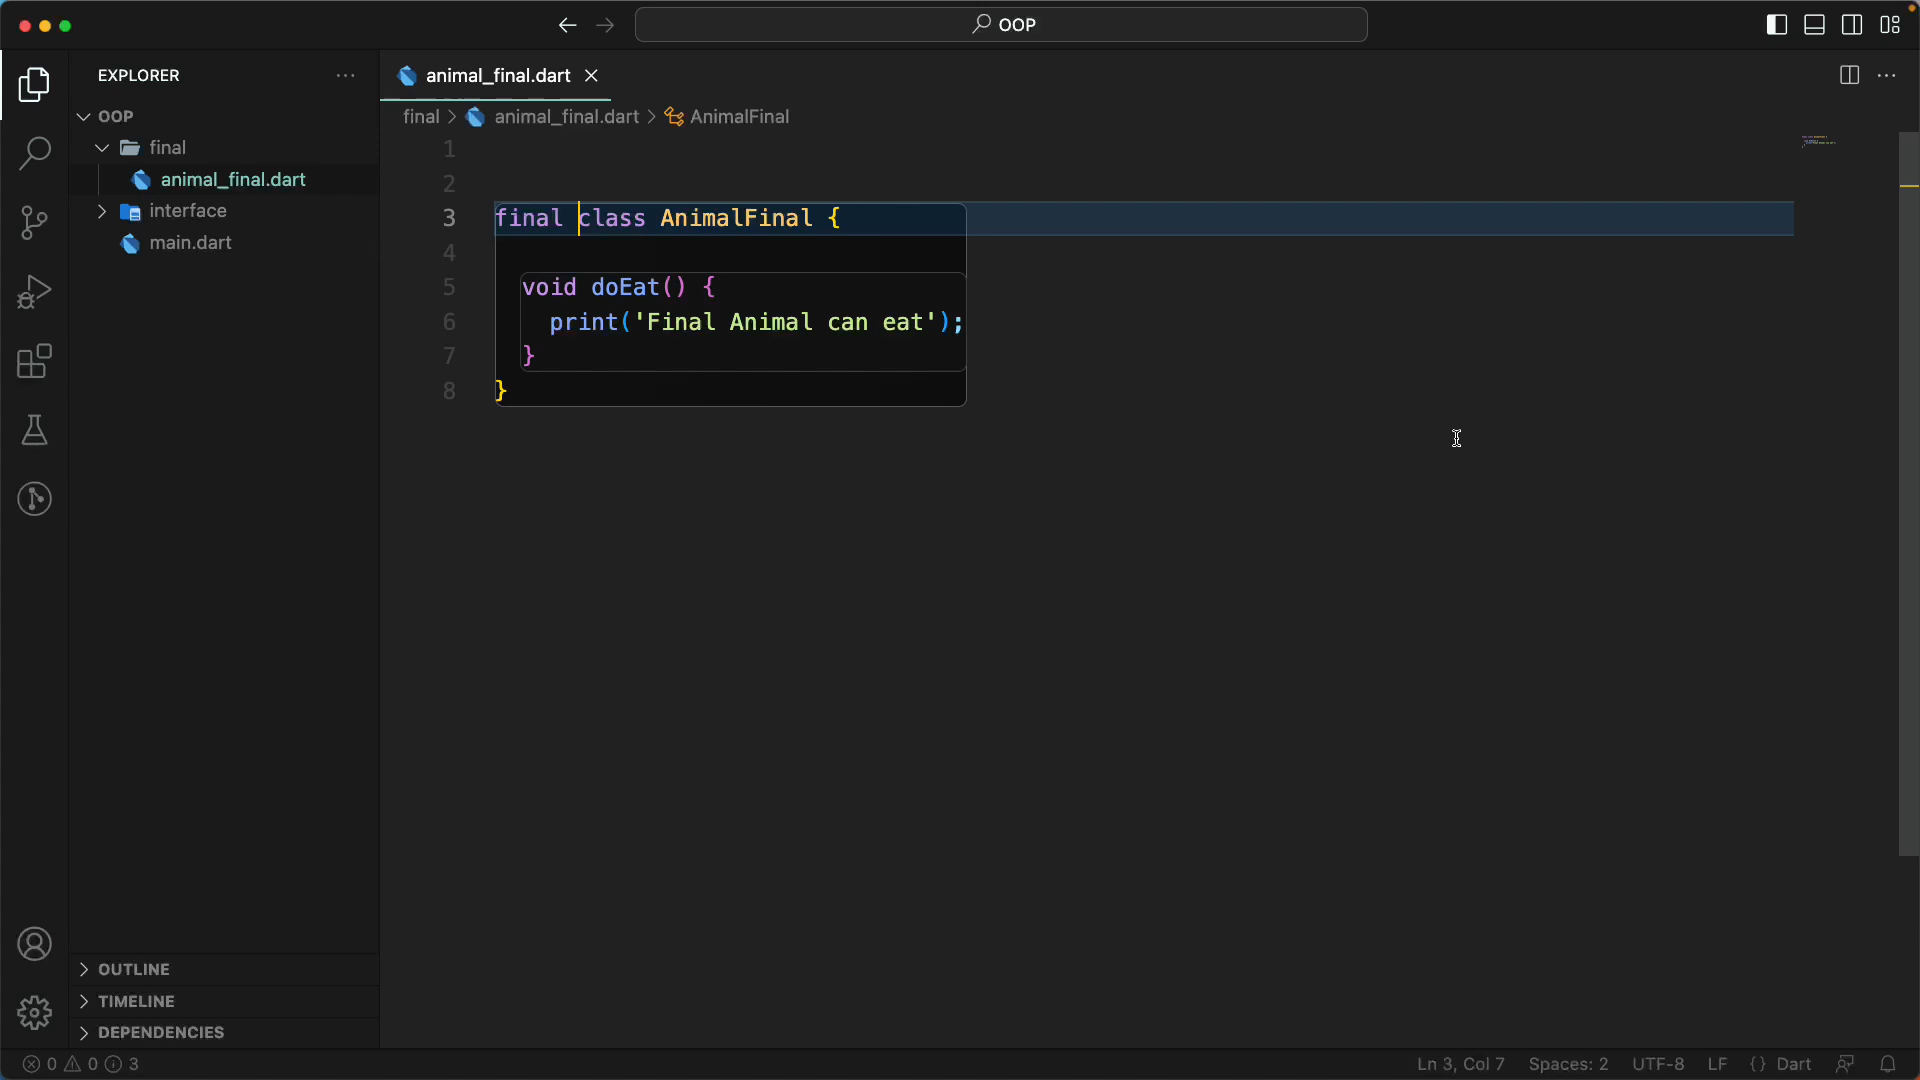 OOP
EXPLORER
OOP
final
animal_final.dart
interface
main.dart
OUTLINE
TIMELINE
DEPENDENCIES
animal_final.dart
final > animal_final.dart > AnimalFinal
1
2
3 final class AnimalFinal {
4
5 void doEat() {
6 print('Final Animal can eat');
7 }
8 }
0 0 3
Ln 3, Col 7 Spaces: 2 UTF-8 LF {} Dart